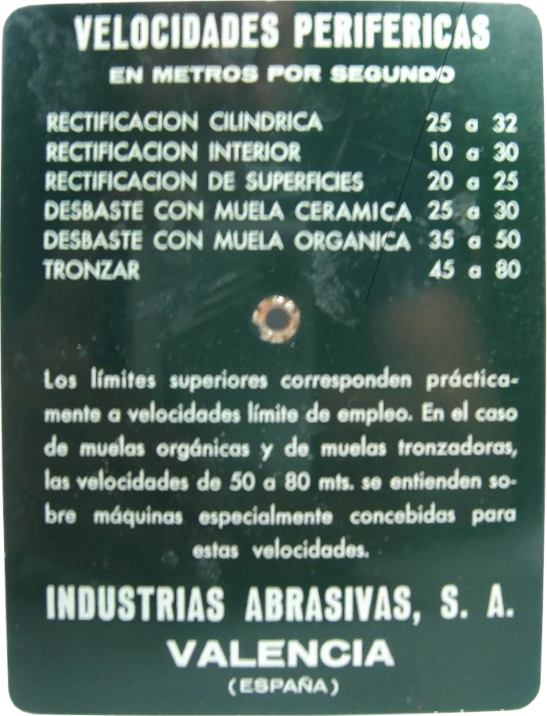 VELOCIDADES PERIFERICAS
EN METROS POR SEGUNDO
RECTIFICACION CILINDRICA 25 a 32
RECTIFICACION INTERIOR 10 a 30
RECTIFICACION DE SUPERFICIES 20 a 25
DESBASTE CON MUELA CERAMICA 25 a 30
DESBASTE CON MUELA ORGANICA 35 a 50
TRONZAR 45 a 80
Los límites superiores corresponden práctica-
mente a velocidades límite de empleo. En el caso
de muelas orgánicas y de muelas tronzadoras,
las velocidades de 50 a 80 mts. se entienden so-
bre máquinas especialmente concebidas para
estas velocidades.
INDUSTRIAS ABRASIVAS, S. A.
VALENCIA
(ESPAÑA)